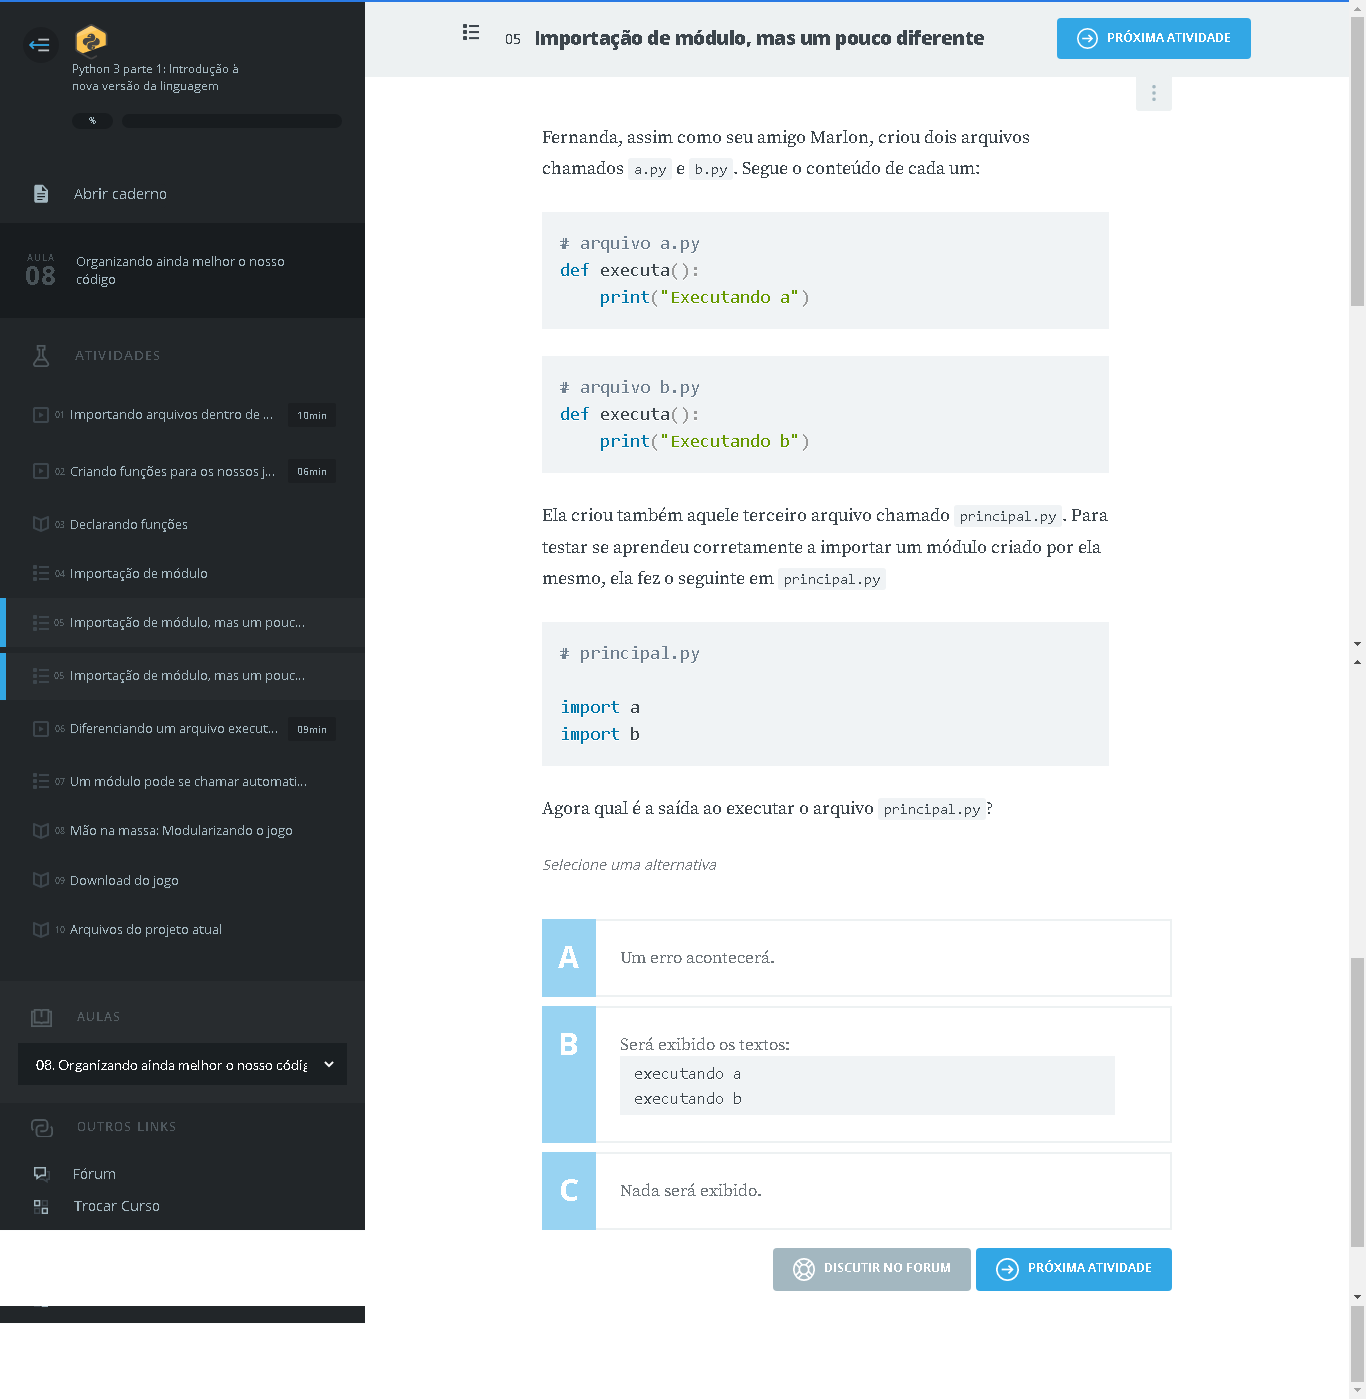 Python 3 parte 1: Introdução à
nova versão da linguagem
%
Abrir caderno
AULA
08
Organizando ainda melhor o nosso
código
ATIVIDADES
01 Importando arquivos dentro de ... 10min
02 Criando funções para os nossos j... 06min
03 Declarando funções
04 Importação de módulo
05 Importação de módulo, mas um pouc...
05 Importação de módulo, mas um pouc...
06 Diferenciando um arquivo execut... 09min
07 Um módulo pode se chamar automati...
08 Mão na massa: Modularizando o jogo
09 Download do jogo
10 Arquivos do projeto atual
AULAS
08. Organizando ainda melhor o nosso códig
OUTROS LINKS
Fórum
Trocar Curso
05 Importação de módulo, mas um pouco diferente
PRÓXIMA ATIVIDADE
Fernanda, assim como seu amigo Marlon, criou dois arquivos
chamados a.py e b.py. Segue o conteúdo de cada um:
# arquivo a.py
def executa():
    print("Executando a")
# arquivo b.py
def executa():
    print("Executando b")
Ela criou também aquele terceiro arquivo chamado principal.py. Para
testar se aprendeu corretamente a importar um módulo criado por ela
mesmo, ela fez o seguinte em principal.py
# principal.py
import a
import b
Agora qual é a saída ao executar o arquivo principal.py?
Selecione uma alternativa
A Um erro acontecerá.
B Será exibido os textos:
executando a
executando b
C Nada será exibido.
DISCUTIR NO FORUM
PRÓXIMA ATIVIDADE